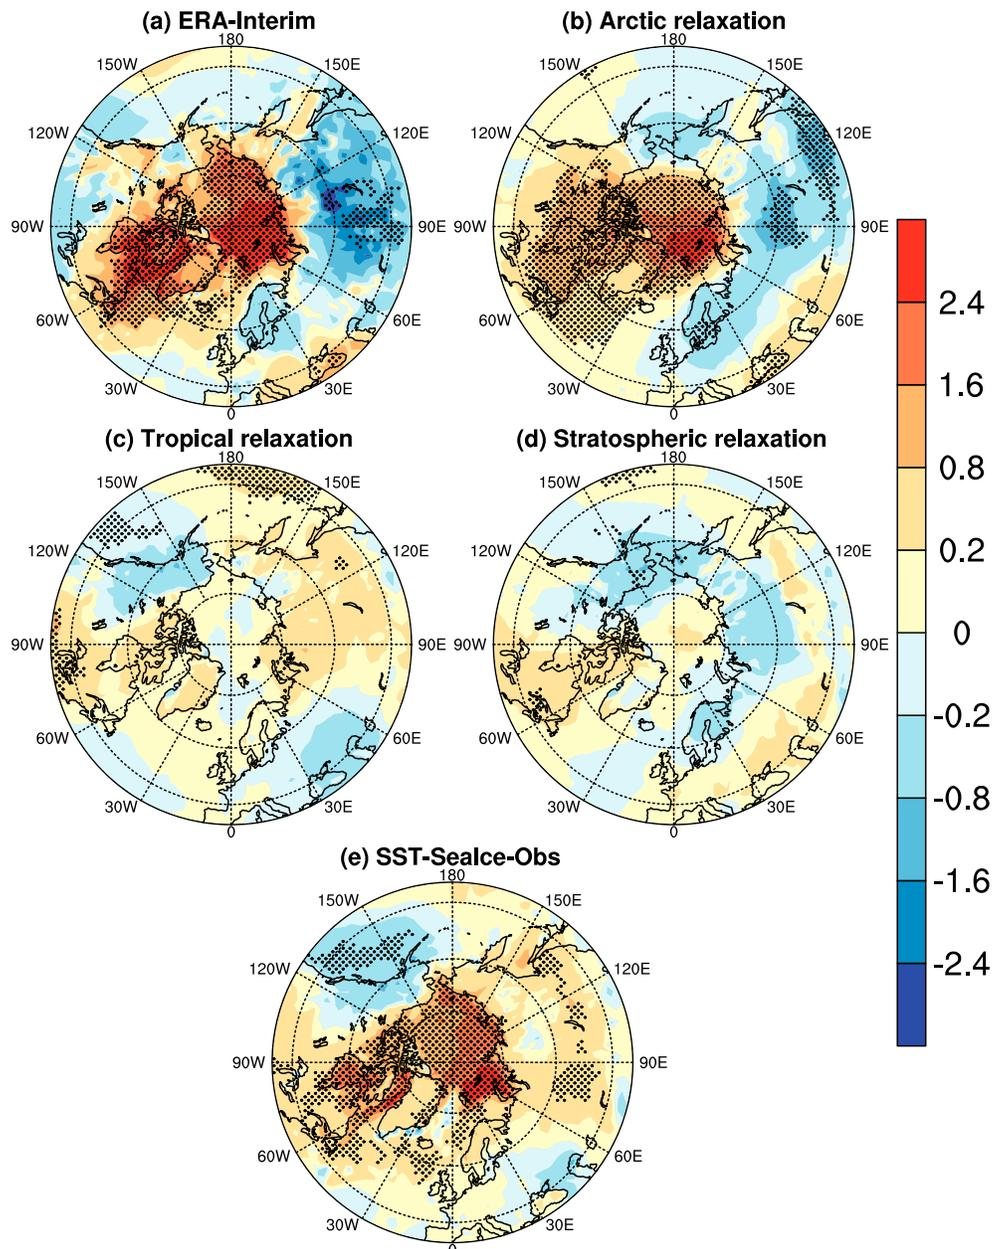 (a) ERA-Interim
(b) Arctic relaxation
180
180
150W
150E
150W
150E
120W
120E
120W
120E
90W
90E
90W
90E
60W
60E
60W
60E
30W
30E
30W
30E
0
0
(c) Tropical relaxation
(d) Stratospheric relaxation
180
180
150W
150E
150W
150E
120W
120E
120W
120E
90W
90E
90W
90E
60W
60E
60W
60E
30W
30E
30W
30E
0
0
(e) SST-SeaIce-Obs
180
150W
150E
120W
120E
90W
90E
60W
60E
30W
30E
0
2.4
1.6
0.8
0.2
0
-0.2
-0.8
-1.6
-2.4